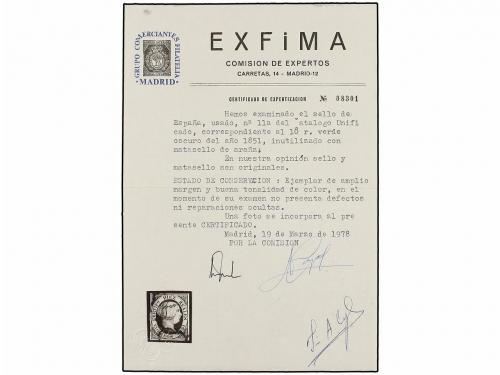 GRUPO COMERCIANTES FILATELIA
MADRID
EXFiMA
COMISION DE EXPERTOS
CARRETAS, 14 - MADRID-12
CERTIFICADO DE EXPERTICION № 08301
Hemos examinado el sello de
España, usado, nº 11a del "atalogo Unifi
cado, correspondiente al 10 r. verde
oscuro del año 1851, inutilizado con
matasello de araña.
En nuestra opinión sello y
matasello son originales.
ESTADO DE CONSERVACION : Ejemplar de amplio
margen y buena tonalidad de color, en el
momento de su examen no presenta defectos
ni reparaciones ocultas.
Una foto se incorpora al pre
sente CERTIFICADO.
Madrid, 19 de Marzo de 1978
POR LA COMISION